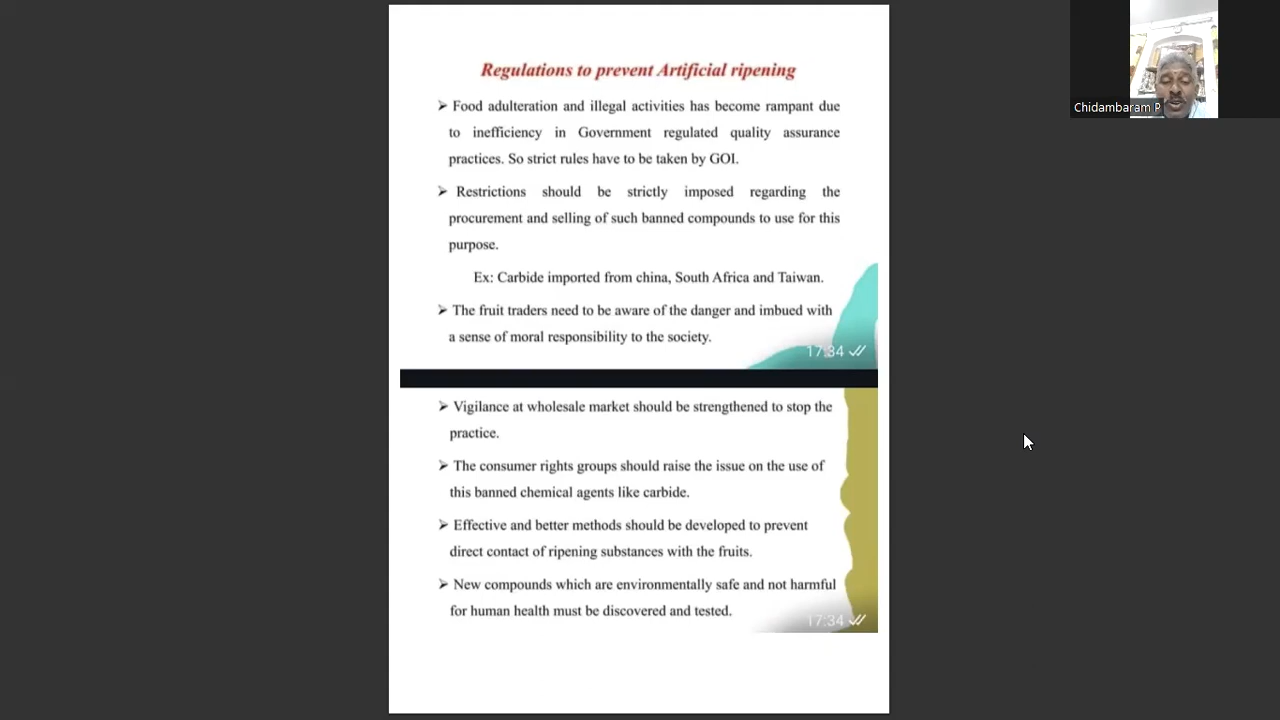 Regulations to prevent Artificial ripening
➢ Food adulteration and illegal activities has become rampant due
to inefficiency in Government regulated quality assurance
practices. So strict rules have to be taken by GOI.
➢ Restrictions should be strictly imposed regarding the
procurement and selling of such banned compounds to use for this
purpose.
Ex: Carbide imported from china, South Africa and Taiwan.
➢ The fruit traders need to be aware of the danger and imbued with
a sense of moral responsibility to the society.
17:34
➢ Vigilance at wholesale market should be strengthened to stop the
practice.
➢ The consumer rights groups should raise the issue on the use of
this banned chemical agents like carbide.
➢ Effective and better methods should be developed to prevent
direct contact of ripening substances with the fruits.
➢ New compounds which are environmentally safe and not harmful
for human health must be discovered and tested.
17:34
Chidambaram P